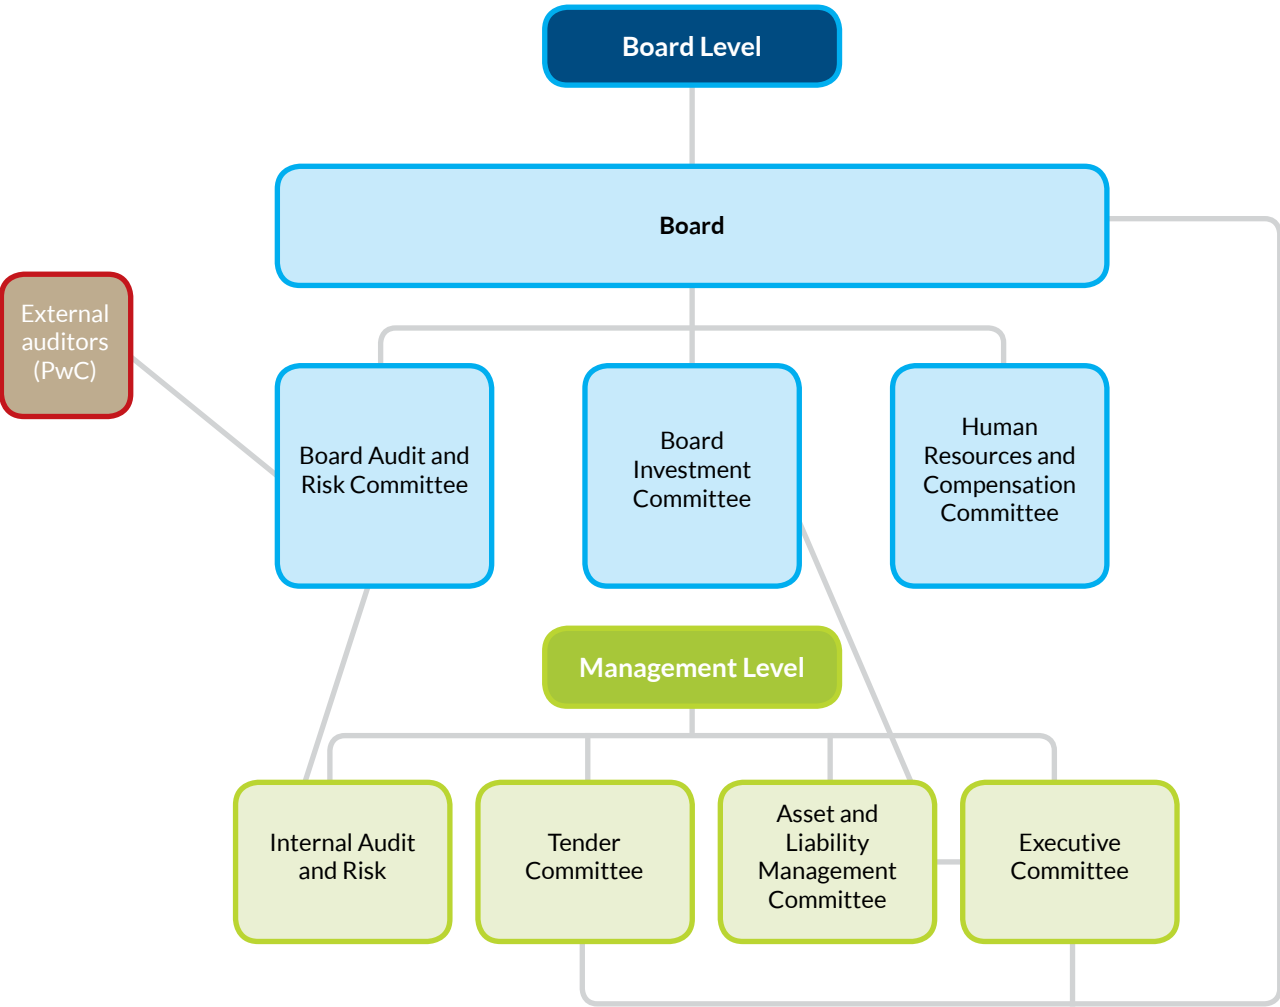 Board Level
Board
External
auditors
(PwC)
Board Audit and
Risk Committee
Board
Investment
Committee
Human
Resources and
Compensation
Committee
Management Level
Internal Audit
and Risk
Tender
Committee
Asset and
Liability
Management
Committee
Executive
Committee